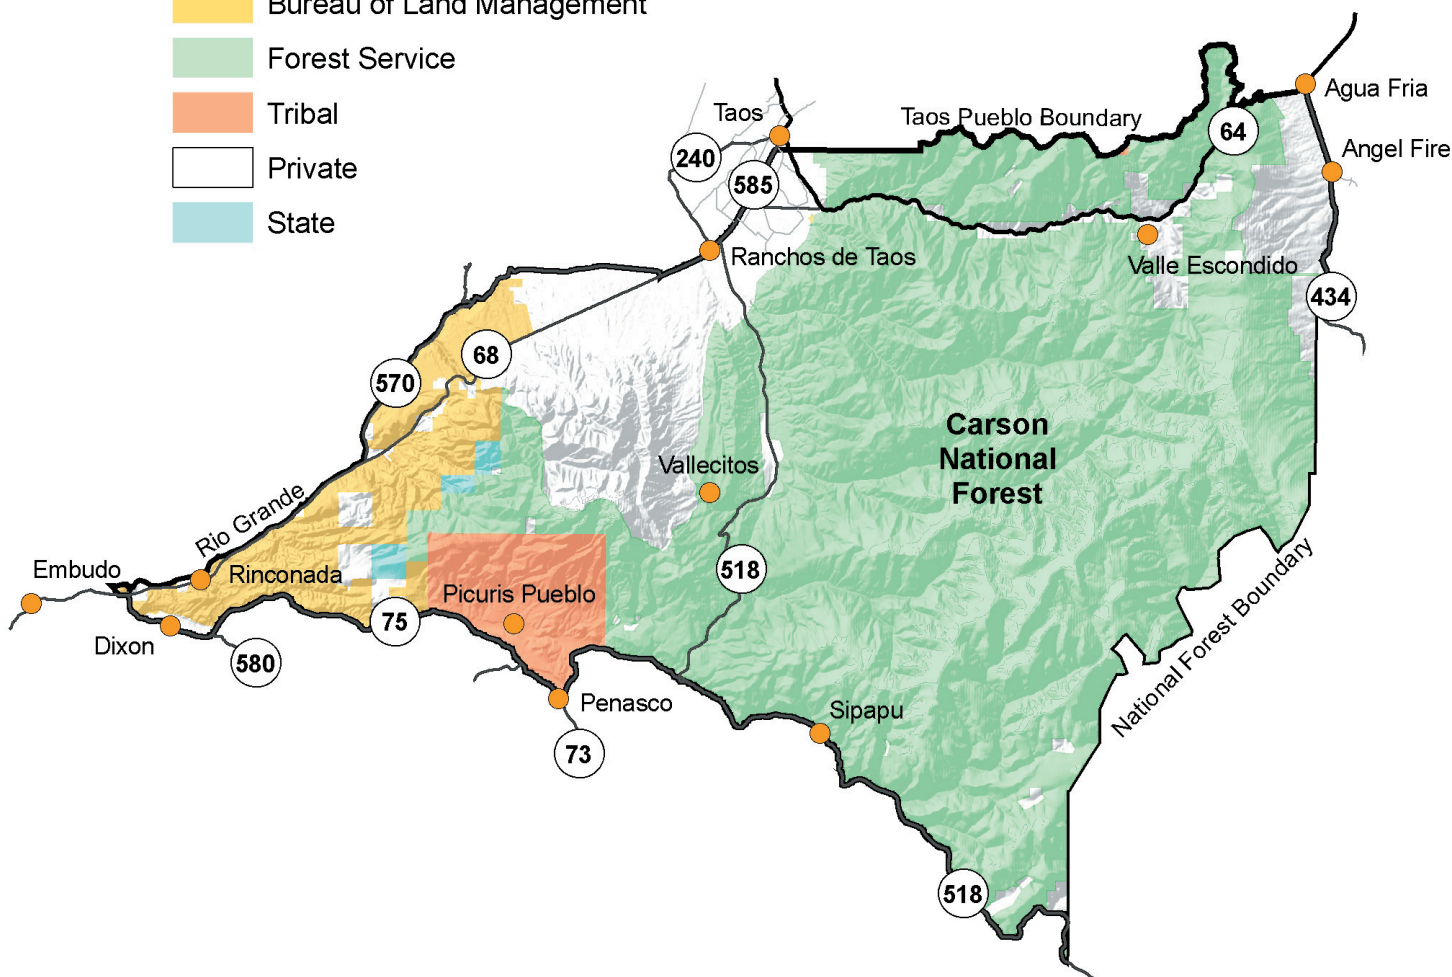 Bureau of Land Management
Forest Service
Tribal
Private
State
Agua Fria
Taos
Taos Pueblo Boundary
64
240
Angel Fire
585
Ranchos de Taos
Valle Escondido
434
68
570
Carson
National
Forest
Vallecitos
Rio Grande
Embudo
Rinconada
518
Picuris Pueblo
75
Dixon
580
National Forest Boundary
Penasco
Sipapu
73
518